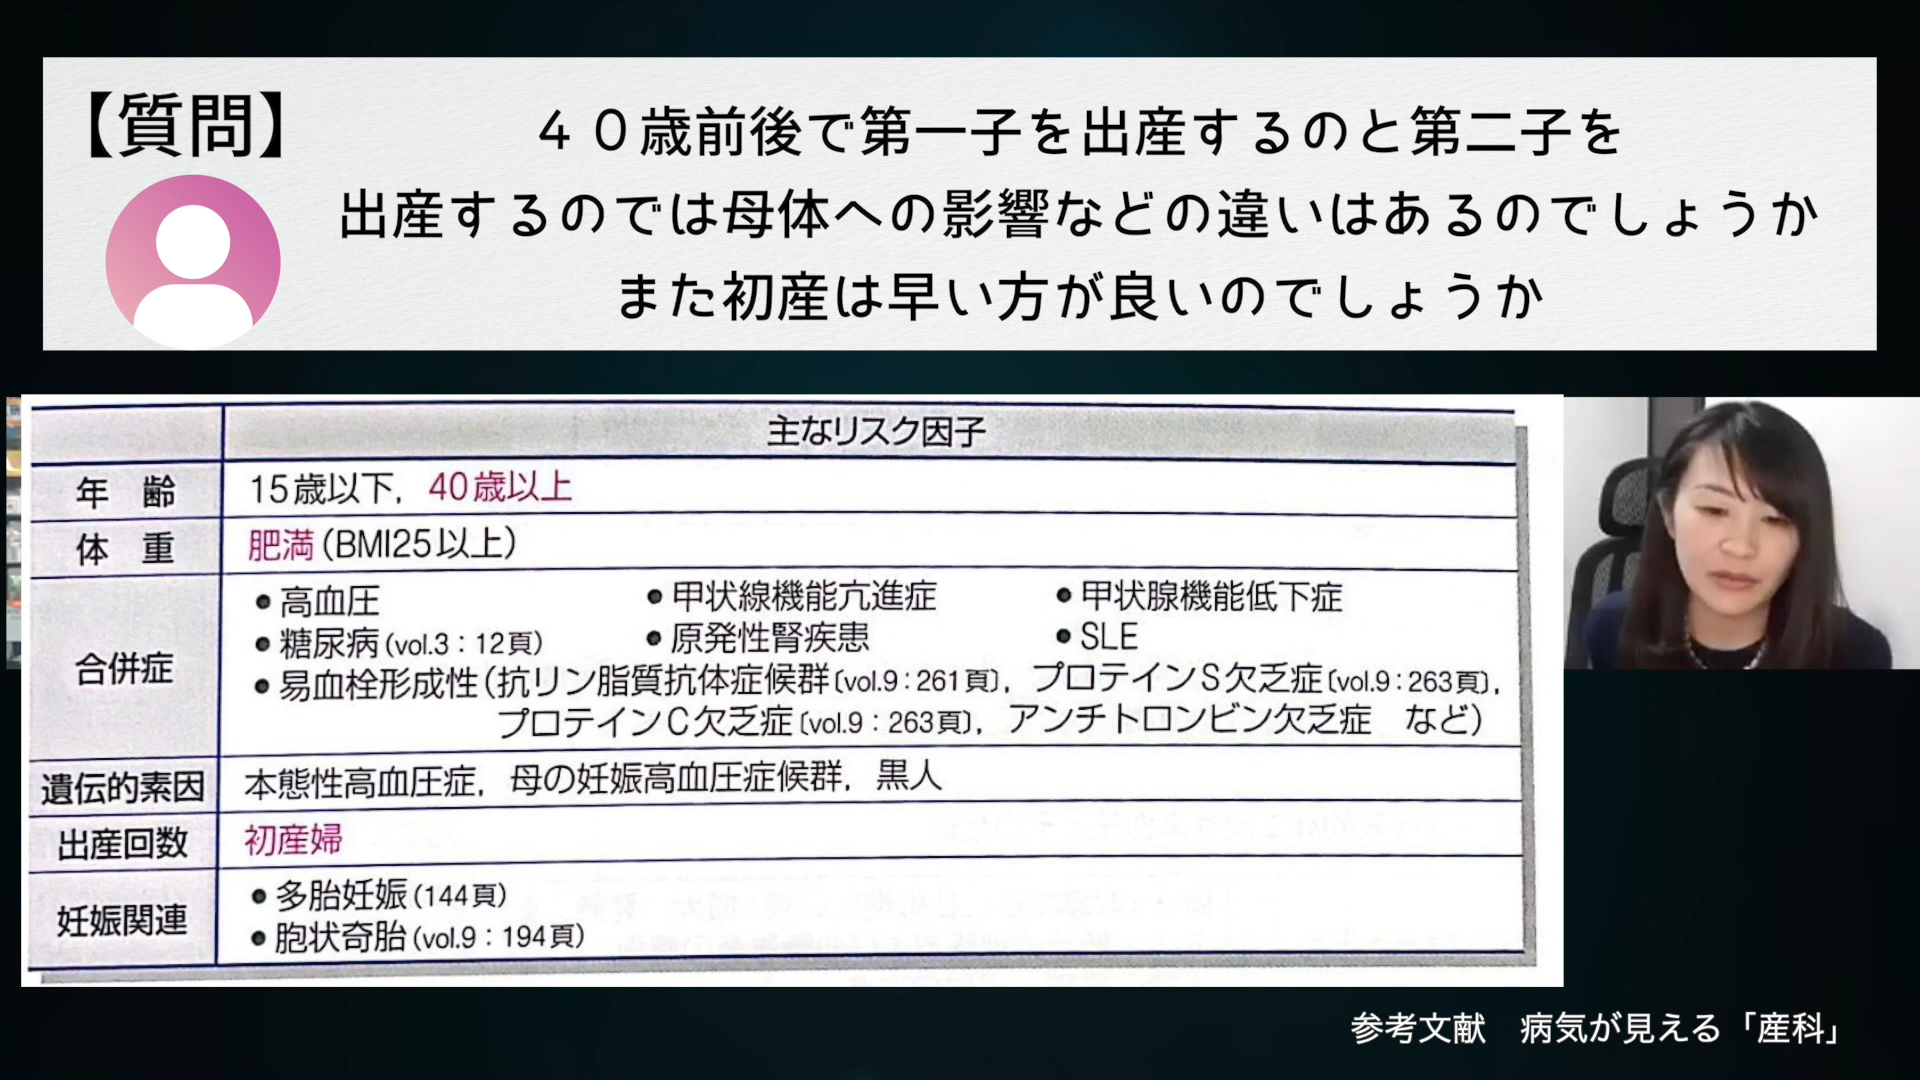 【質問】
４０歳前後で第一子を出産するのと第二子を
出産するのでは母体への影響などの違いはあるのでしょうか
また初産は早い方が良いのでしょうか
主なリスク因子
年 齢 15歳以下，40歳以上
体 重 肥満（BMI25以上）
合併症
●高血圧 ●甲状線機能亢進症 ●甲状腺機能低下症
●糖尿病（vol.3：12頁） ●原発性腎疾患 ●SLE
●易血栓形成性（抗リン脂質抗体症候群〔vol.9：261頁〕，プロテインS欠乏症〔vol.9：263頁〕，
プロテインC欠乏症〔vol.9：263頁〕，アンチトロンビン欠乏症 など）
遺伝的素因 本態性高血圧症，母の妊娠高血圧症候群，黒人
出産回数 初産婦
妊娠関連
●多胎妊娠（144頁）
●胞状奇胎（vol.9：194頁）
参考文献 病気が見える「産科」